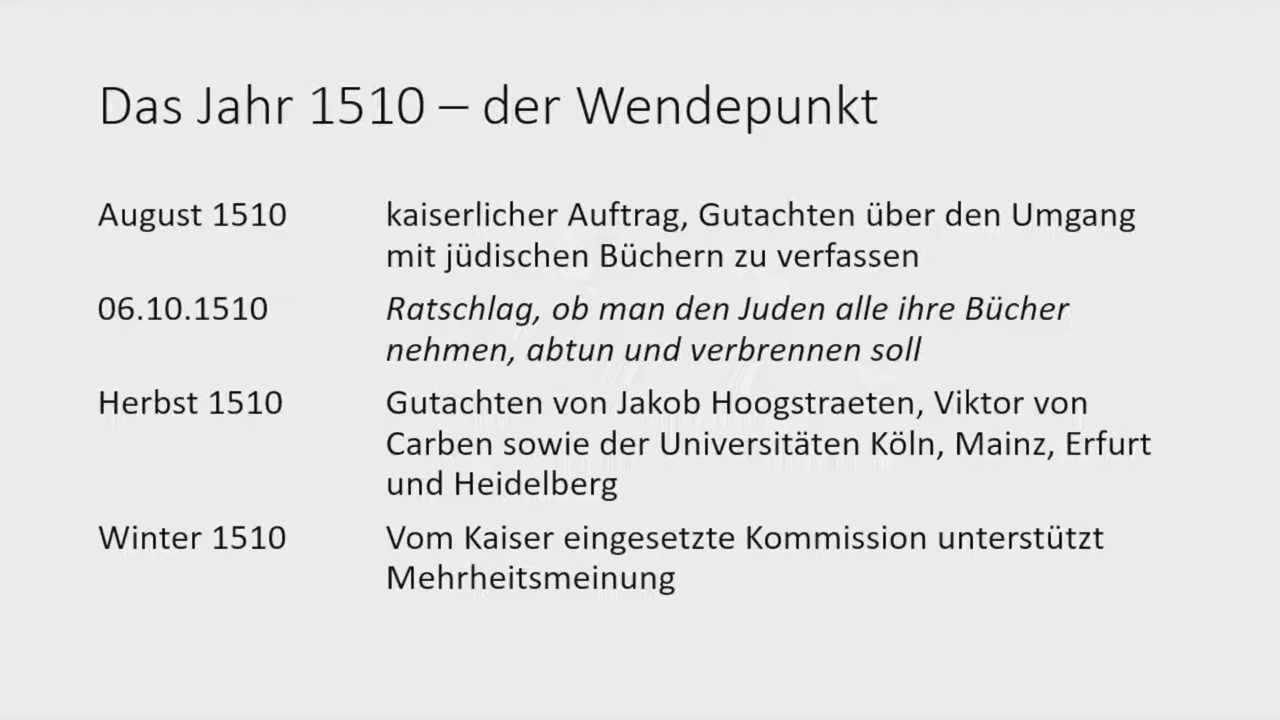 Das Jahr 1510 – der Wendepunkt
August 1510 kaiserlicher Auftrag, Gutachten über den Umgang
mit jüdischen Büchern zu verfassen
06.10.1510 Ratschlag, ob man den Juden alle ihre Bücher
nehmen, abtun und verbrennen soll
Herbst 1510 Gutachten von Jakob Hoogstraeten, Viktor von
Carben sowie der Universitäten Köln, Mainz, Erfurt
und Heidelberg
Winter 1510 Vom Kaiser eingesetzte Kommission unterstützt
Mehrheitsmeinung